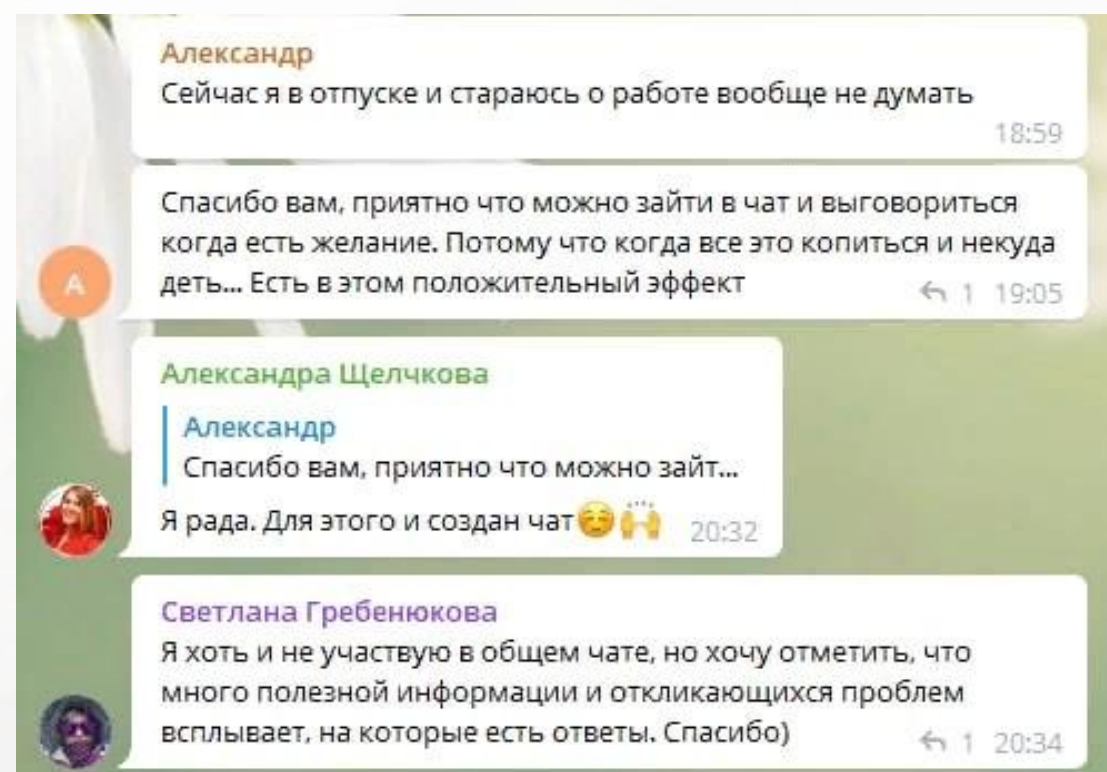 Александр
Сейчас я в отпуске и стараюсь о работе вообще не думать
18:59
Спасибо вам, приятно что можно зайти в чат и выговориться
когда есть желание. Потому что когда все это копиться и некуда
деть... Есть в этом положительный эффект
1 19:05
А
Александра Щелчкова
Александр
Спасибо вам, приятно что можно зайт...
Я рада. Для этого и создан чат☺️🙌 20:32
Светлана Гребенюкова
Я хоть и не участвую в общем чате, но хочу отметить, что
много полезной информации и откликающихся проблем
всплывает, на которые есть ответы. Спасибо)
1 20:34